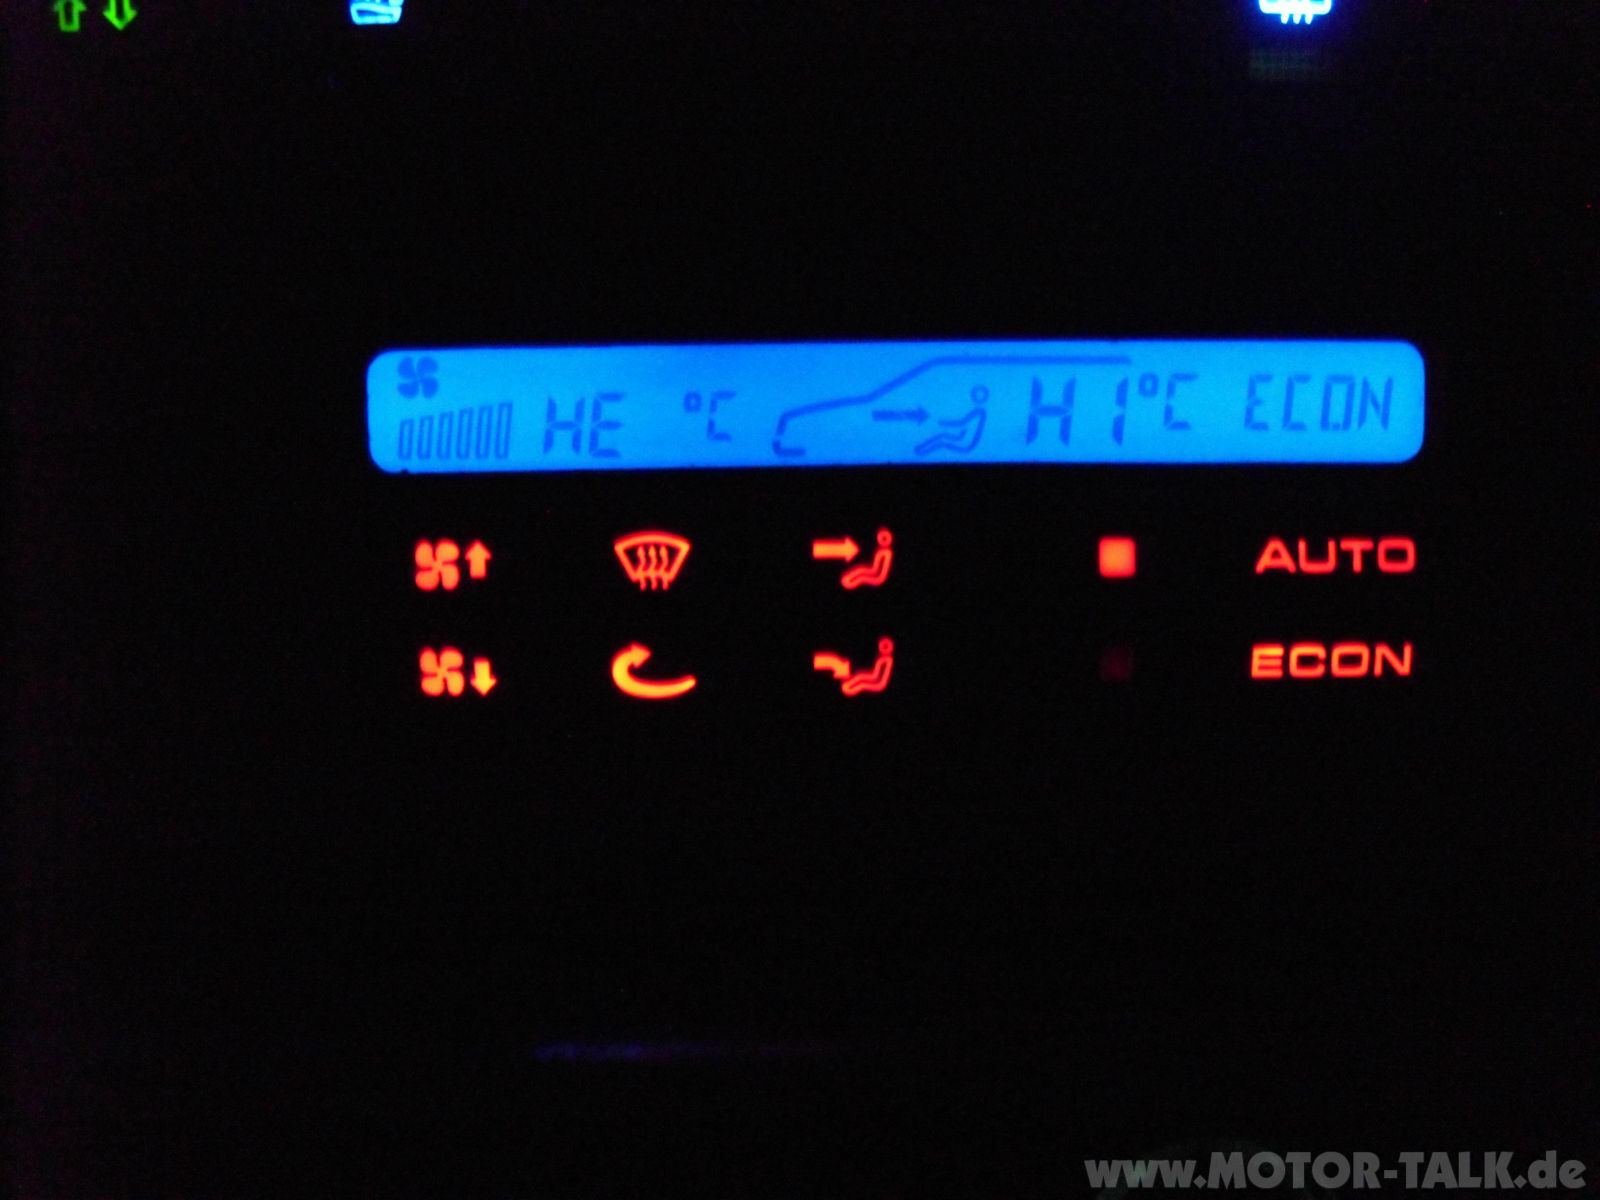 HE °C HI°C ECON
AUTO
ECON
www.MOTOR-TALK.de